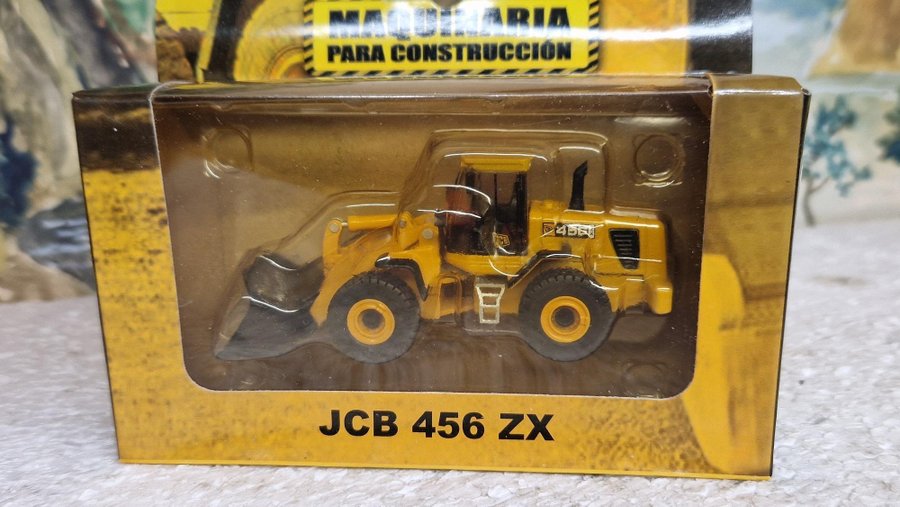 MAQUINARIA
PARA CONSTRUCCIÓN
456
JCB 456 ZX